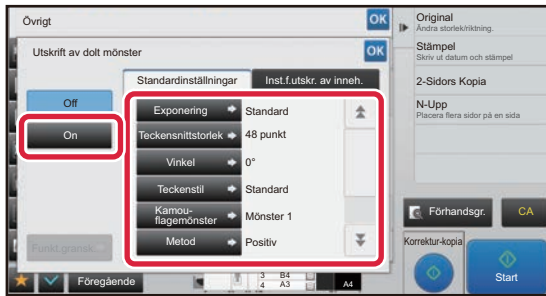 Övrigt
OK
Utskrift av dolt mönster
OK
Standardinställningar
Inst.f.utskr. av inneh.
Off
On
Exponering
Standard
Teckensnittstorlek
48 punkt
Vinkel
0°
Teckenstil
Standard
Kamou-
flagemönster
Mönster 1
Metod
Positiv
Funkt.gransk.
Föregående
3 B4
4 A3
A4
Original
Ändra storlek/riktning.
Stämpel
Skriv ut datum och stämpel
2-Sidors Kopia
N-Upp
Placera flera sidor på en sida
Förhandsgr.
CA
Korrektur-kopia
Start